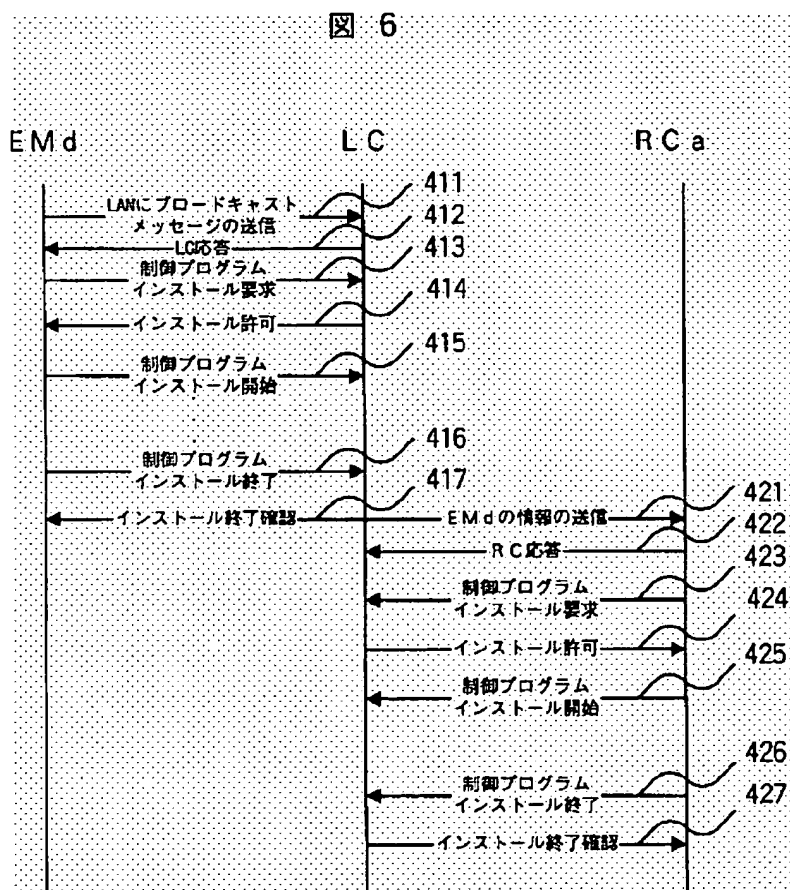 図 6
EMd
LC
RCa
LANにブロードキャスト
メッセージの送信
411
LC応答
412
制御プログラム
インストール要求
413
インストール許可
414
制御プログラム
インストール開始
415
制御プログラム
インストール終了
416
インストール終了確認
417
EMdの情報の送信
421
RC応答
422
制御プログラム
インストール要求
423
インストール許可
424
制御プログラム
インストール開始
425
制御プログラム
インストール終了
426
インストール終了確認
427